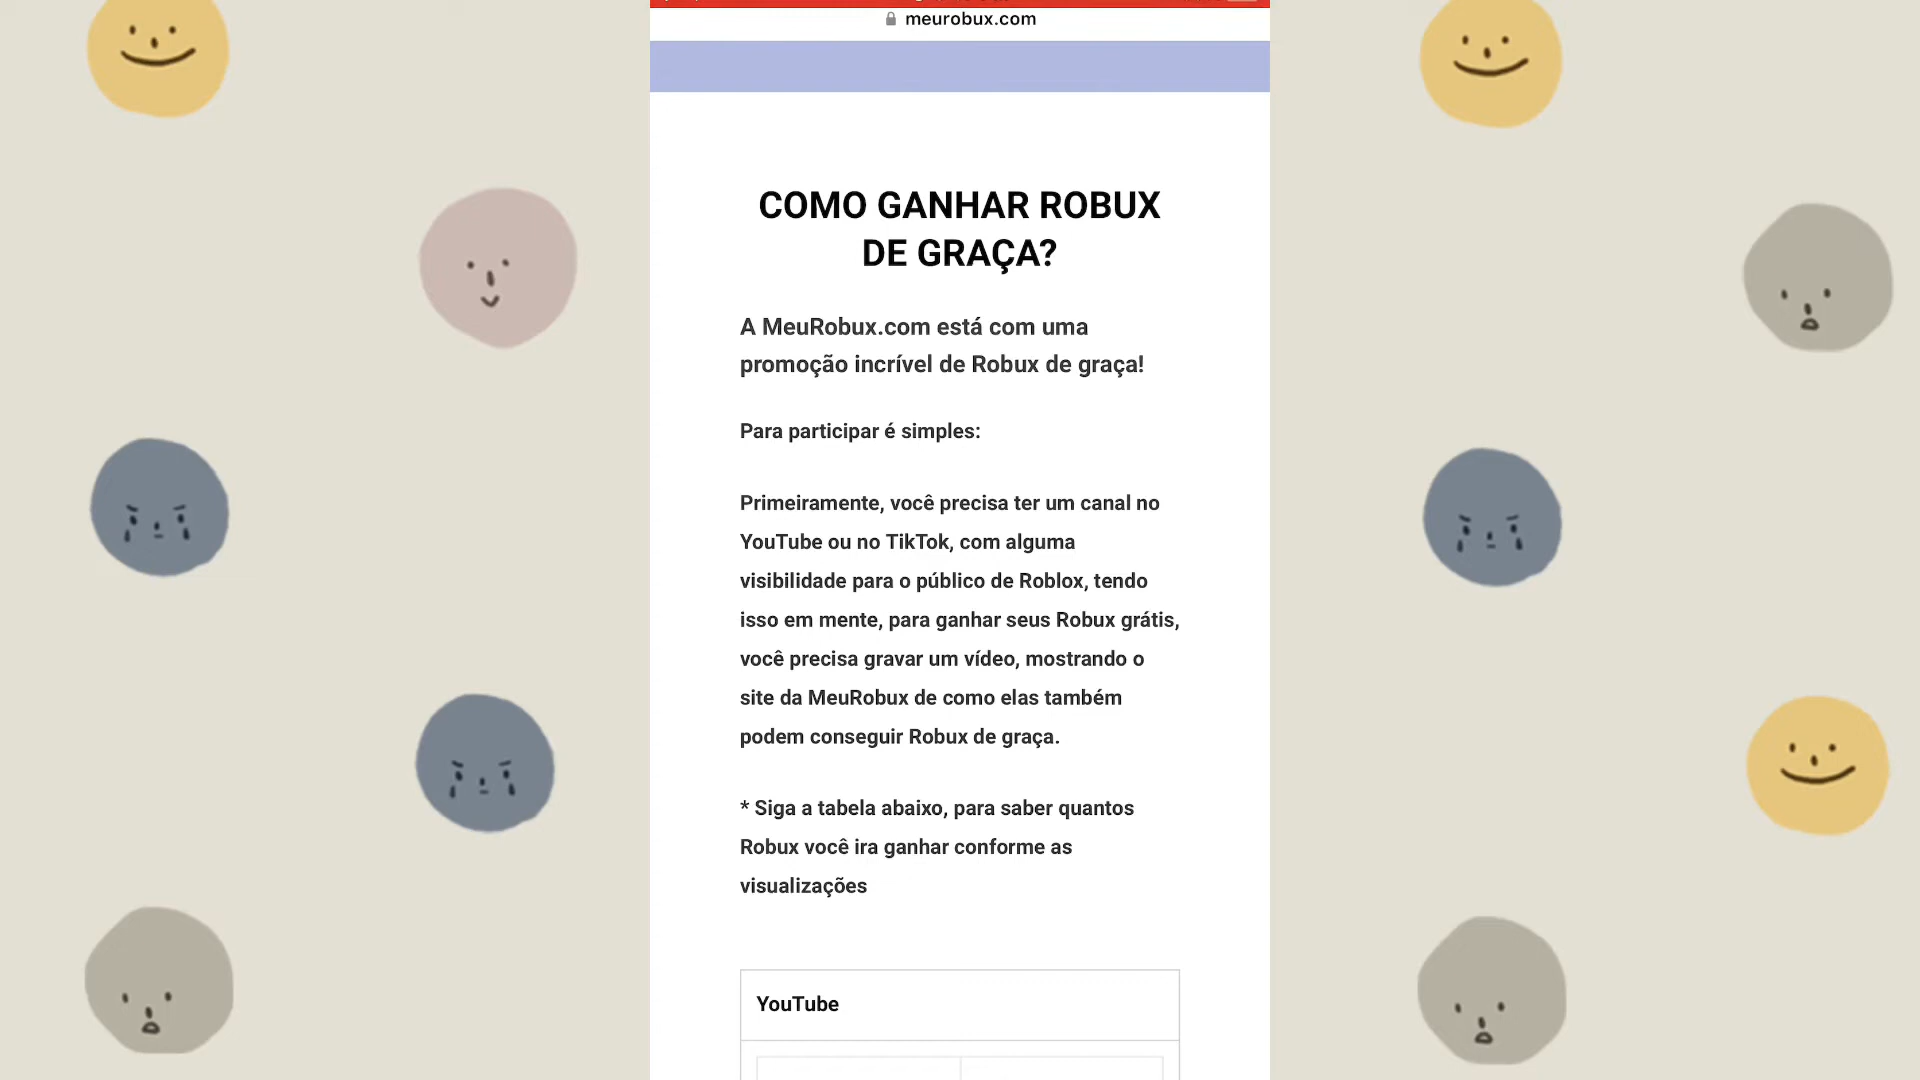 meurobux.com
COMO GANHAR ROBUX
DE GRAÇA?
A MeuRobux.com está com uma
promoção incrível de Robux de graça!
Para participar é simples:
Primeiramente, você precisa ter um canal no
YouTube ou no TikTok, com alguma
visibilidade para o público de Roblox, tendo
isso em mente, para ganhar seus Robux grátis,
você precisa gravar um vídeo, mostrando o
site da MeuRobux de como elas também
podem conseguir Robux de graça.
* Siga a tabela abaixo, para saber quantos
Robux você ira ganhar conforme as
visualizações
YouTube